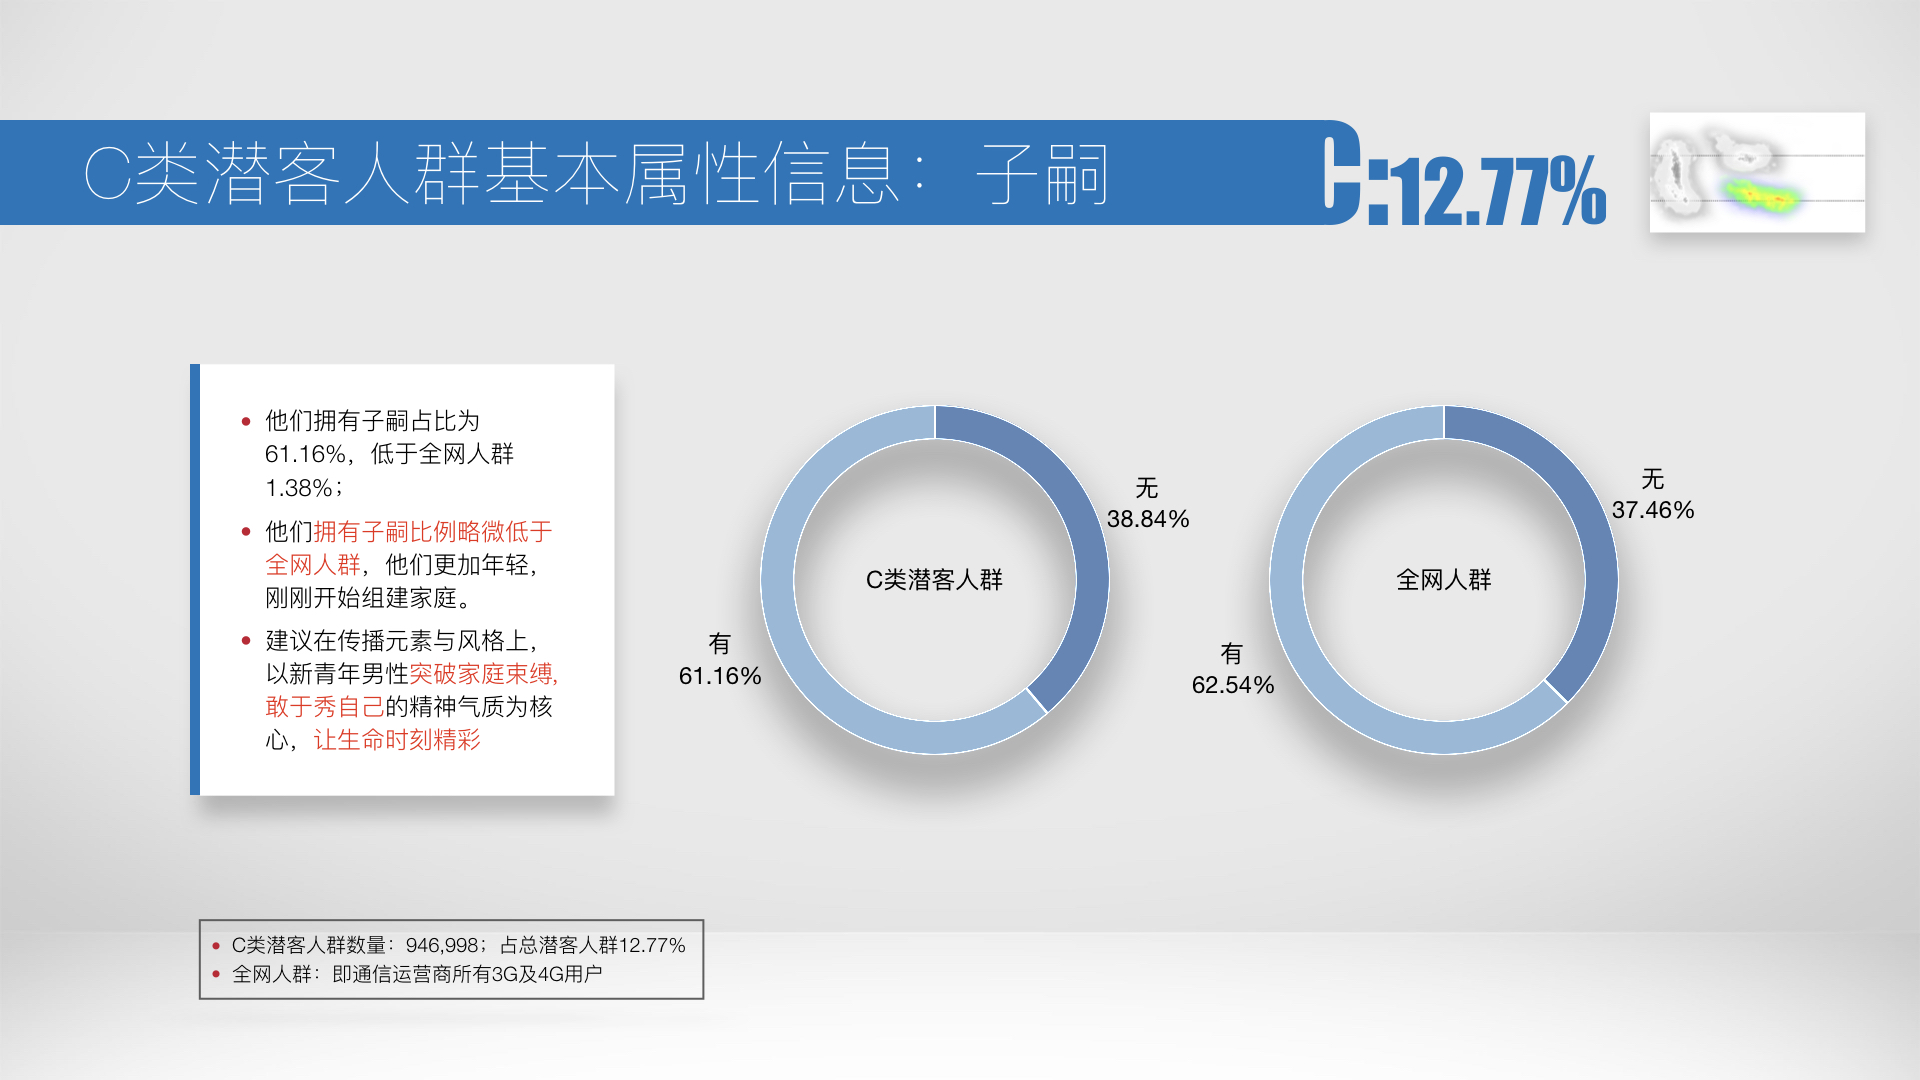 C类潜客人群基本属性信息：子嗣
C:12.77%
他们拥有子嗣占比为
61.16%，低于全网人群
1.38%；
他们拥有子嗣比例略微低于
全网人群，他们更加年轻，
刚刚开始组建家庭。
建议在传播元素与风格上，
以新青年男性突破家庭束缚,
敢于秀自己的精神气质为核
心，让生命时刻精彩
无
38.84%
C类潜客人群
有
61.16%
无
37.46%
全网人群
有
62.54%
C类潜客人群数量：946,998；占总潜客人群12.77%
全网人群：即通信运营商所有3G及4G用户